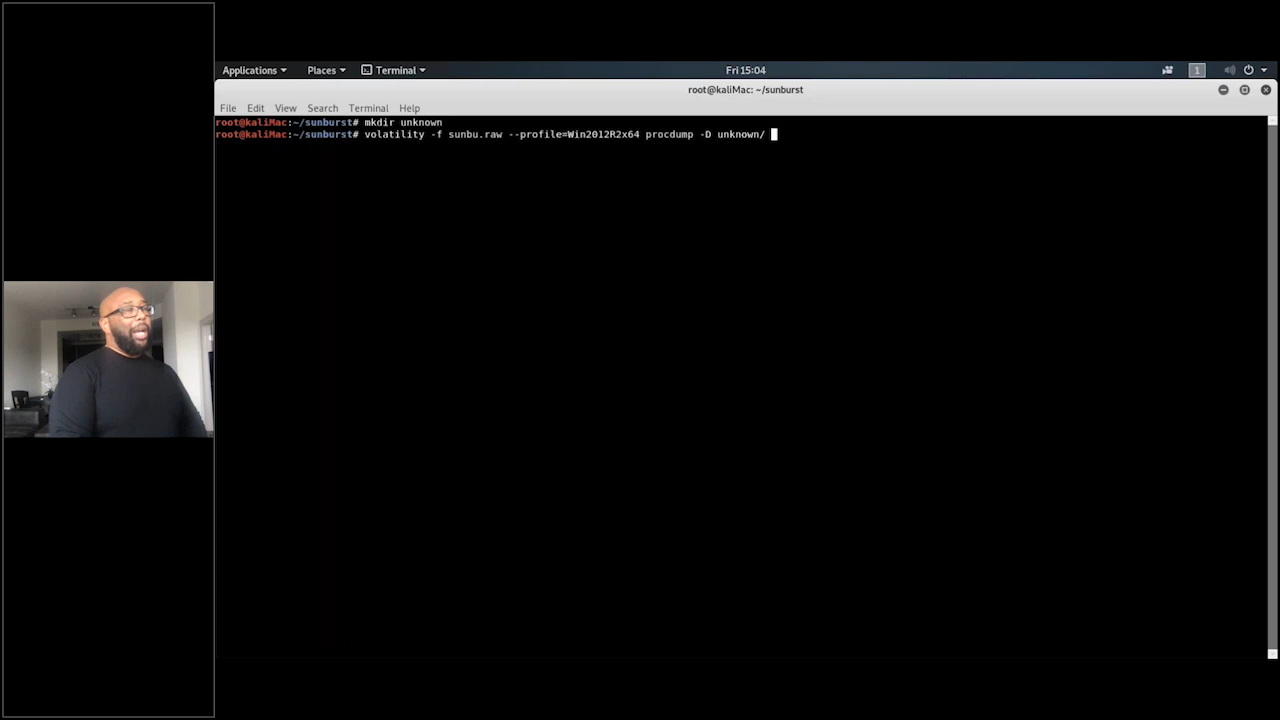 Applications Places Terminal Fri 15:04 1
root@kaliMac: ~/sunburst
File Edit View Search Terminal Help
root@kaliMac:~/sunburst# mkdir unknown
root@kaliMac:~/sunburst# volatility -f sunbu.raw --profile=Win2012R2x64 procdump -D unknown/